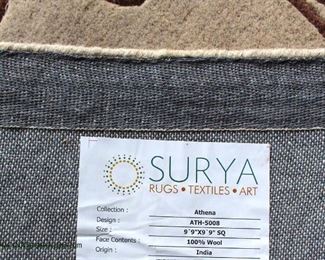 SURYA
RUGS • TEXTILES • ART
Collection : Athena
Design : ATH-5008
Size : 9`9"X9`9" SQ
Face Contents : 100% Wool
Origin : India